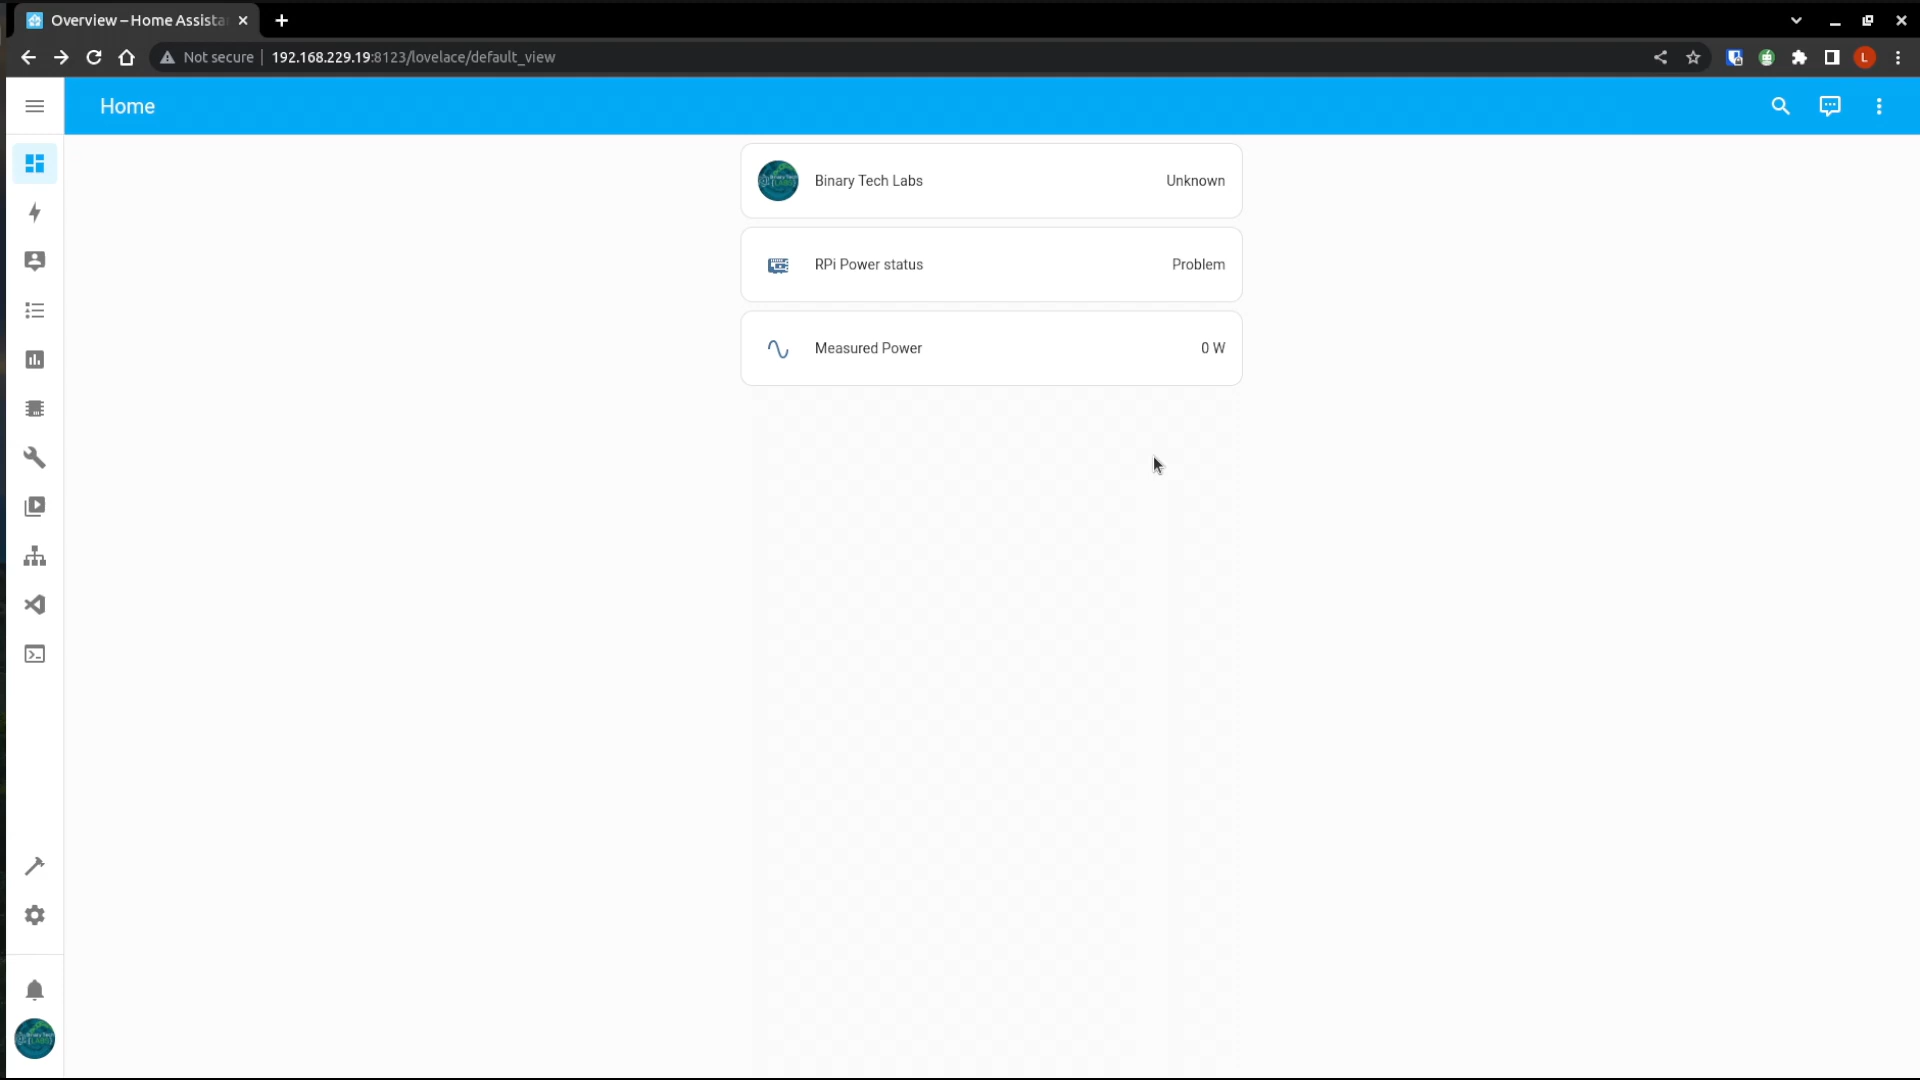 Overview – Home Assista
Not secure
192.168.229.19:8123/lovelace/default_view
L
Home
Binary Tech Labs Unknown
RPi Power status Problem
Measured Power 0 W